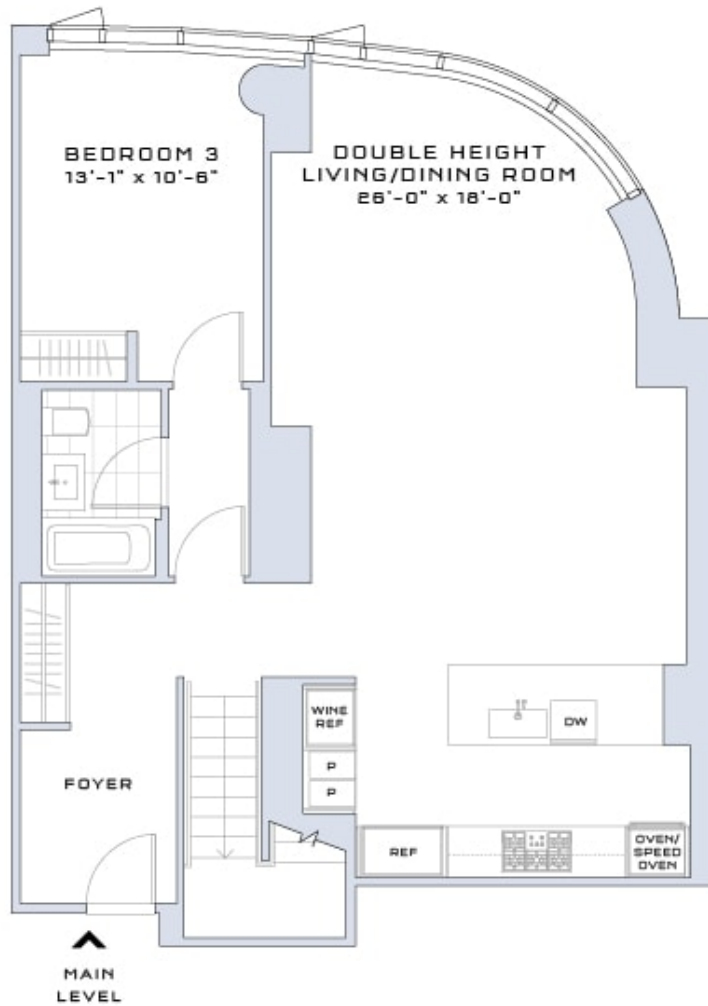 BEDROOM 3
13'-1" x 10'-6"
DOUBLE HEIGHT
LIVING/DINING ROOM
26'-0" x 18'-0"
WINE
REF
DW
P
P
FOYER
REF
OVEN/
SPEED
OVEN
MAIN
LEVEL